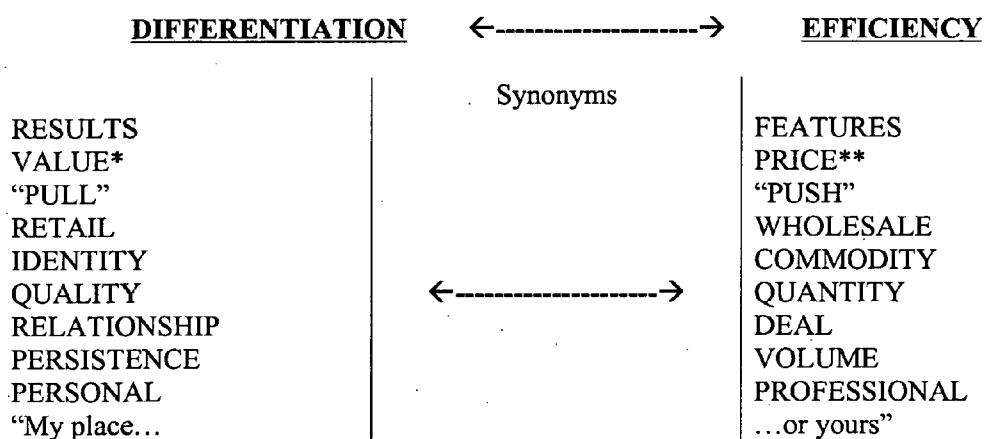 DIFFERENTIATION ←----------------------→ EFFICIENCY
Synonyms
RESULTS FEATURES
VALUE* PRICE**
“PULL” “PUSH”
RETAIL WHOLESALE
IDENTITY COMMODITY
QUALITY ←---------------------→ QUANTITY
RELATIONSHIP DEAL
PERSISTENCE VOLUME
PERSONAL PROFESSIONAL
“My place… …or yours”